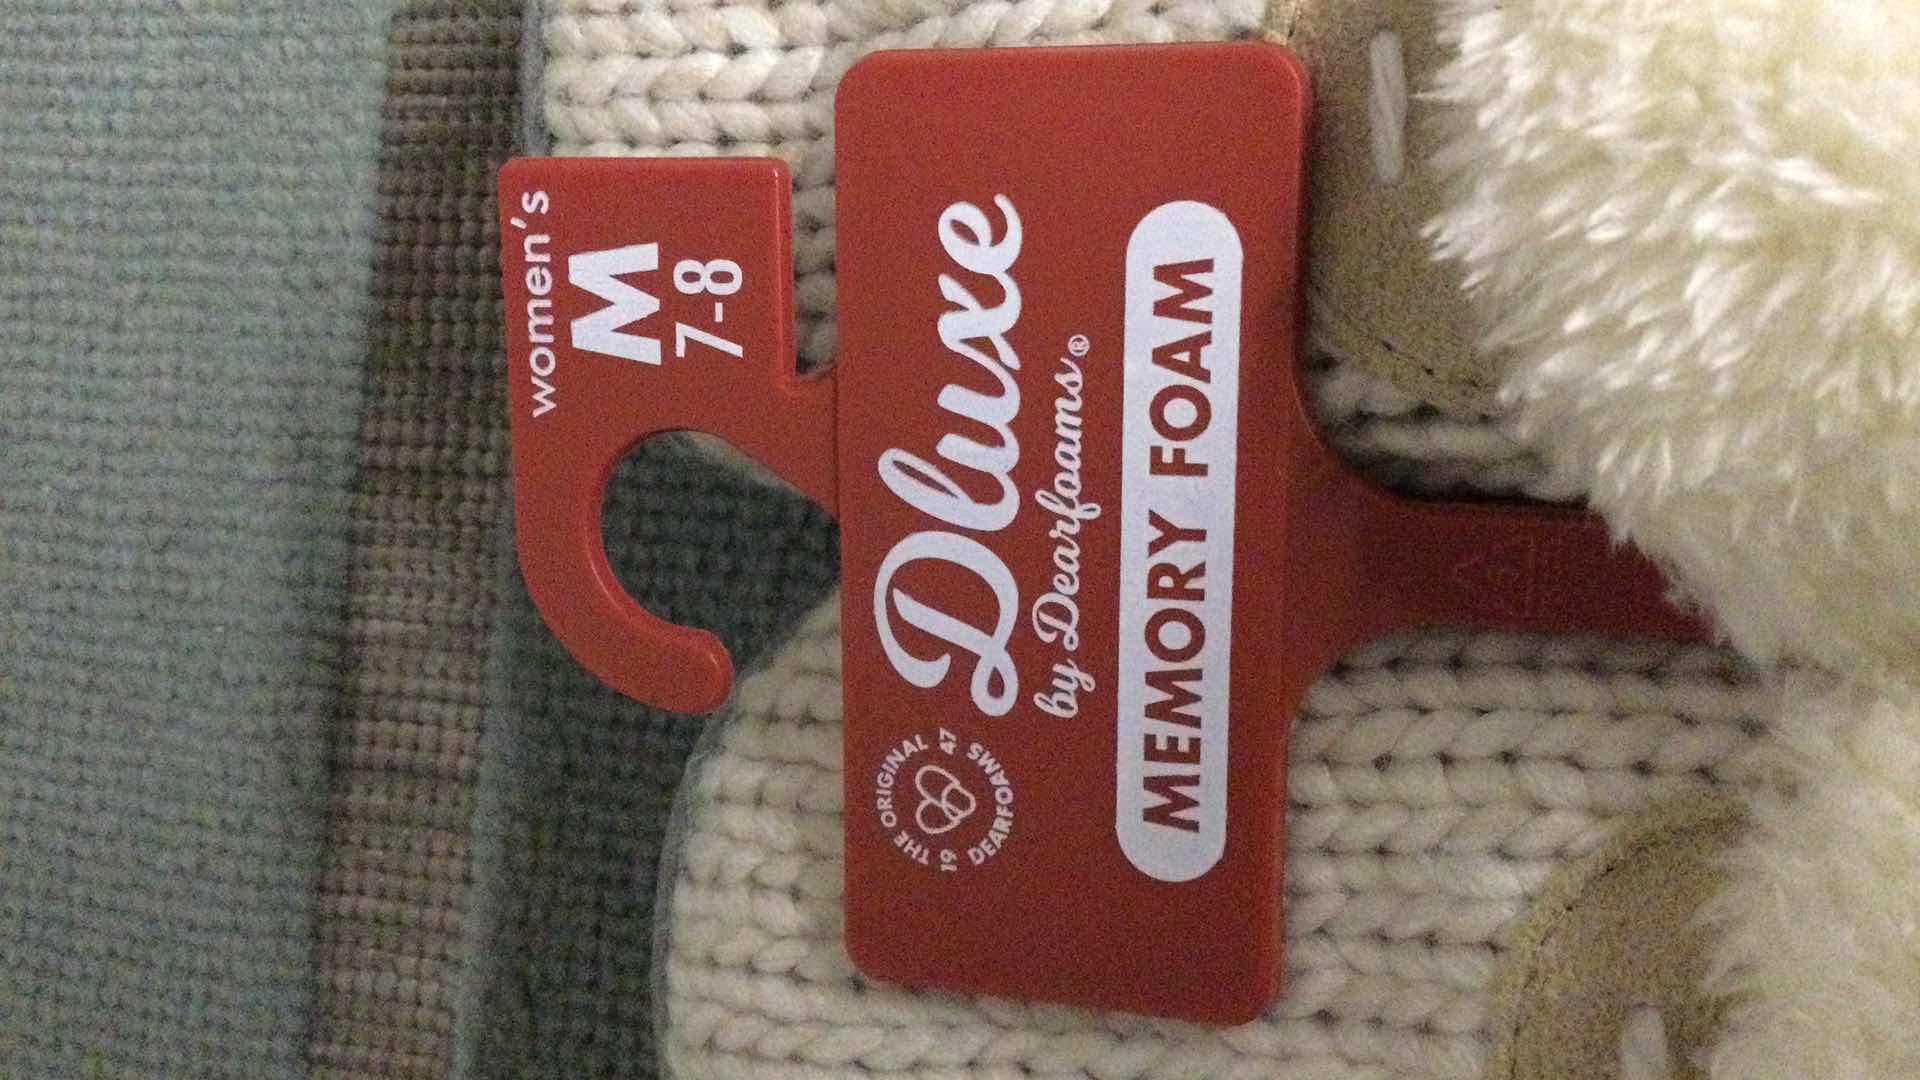 women's
M
7-8
THE ORIGINAL
19 47
DEARFOAMS
Dluxe
by Dearfoams®
MEMORY FOAM